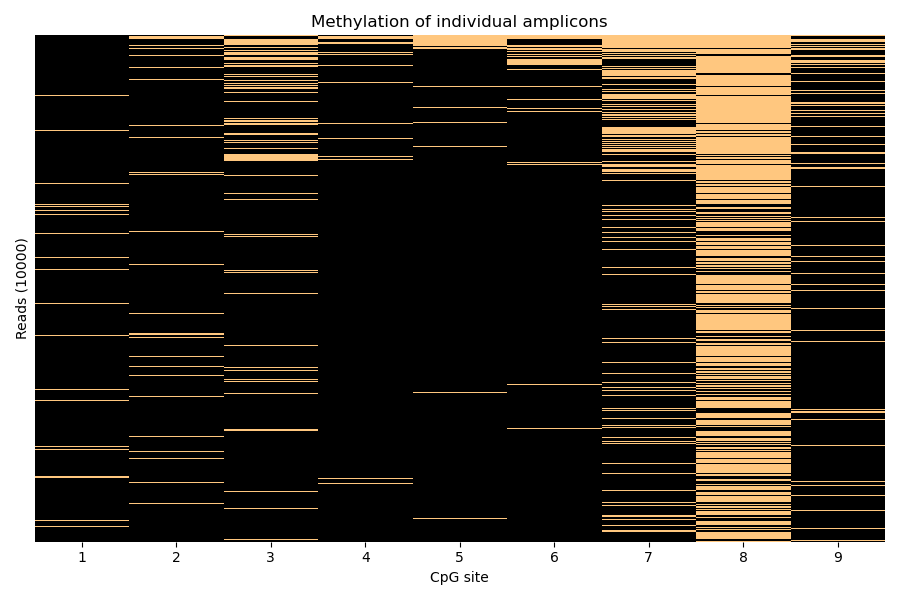 Methylation of individual amplicons
Reads (10000)
1 2 3 4 5 6 7 8 9
CpG site